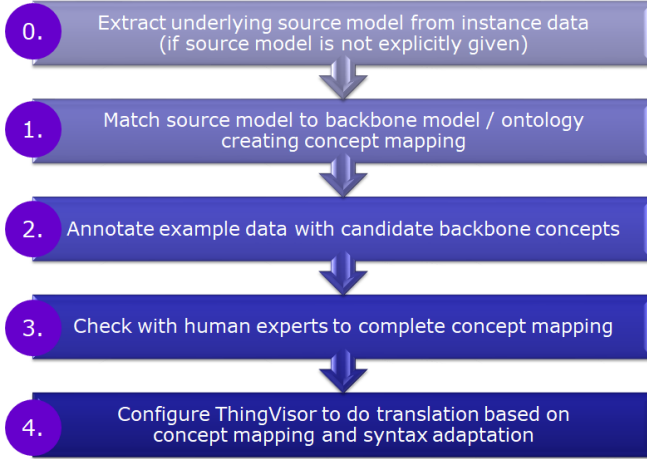 0.
Extract underlying source model from instance data
(if source model is not explicitly given)
1.
Match source model to backbone model / ontology
creating concept mapping
2.
Annotate example data with candidate backbone concepts
3.
Check with human experts to complete concept mapping
4.
Configure ThingVisor to do translation based on
concept mapping and syntax adaptation